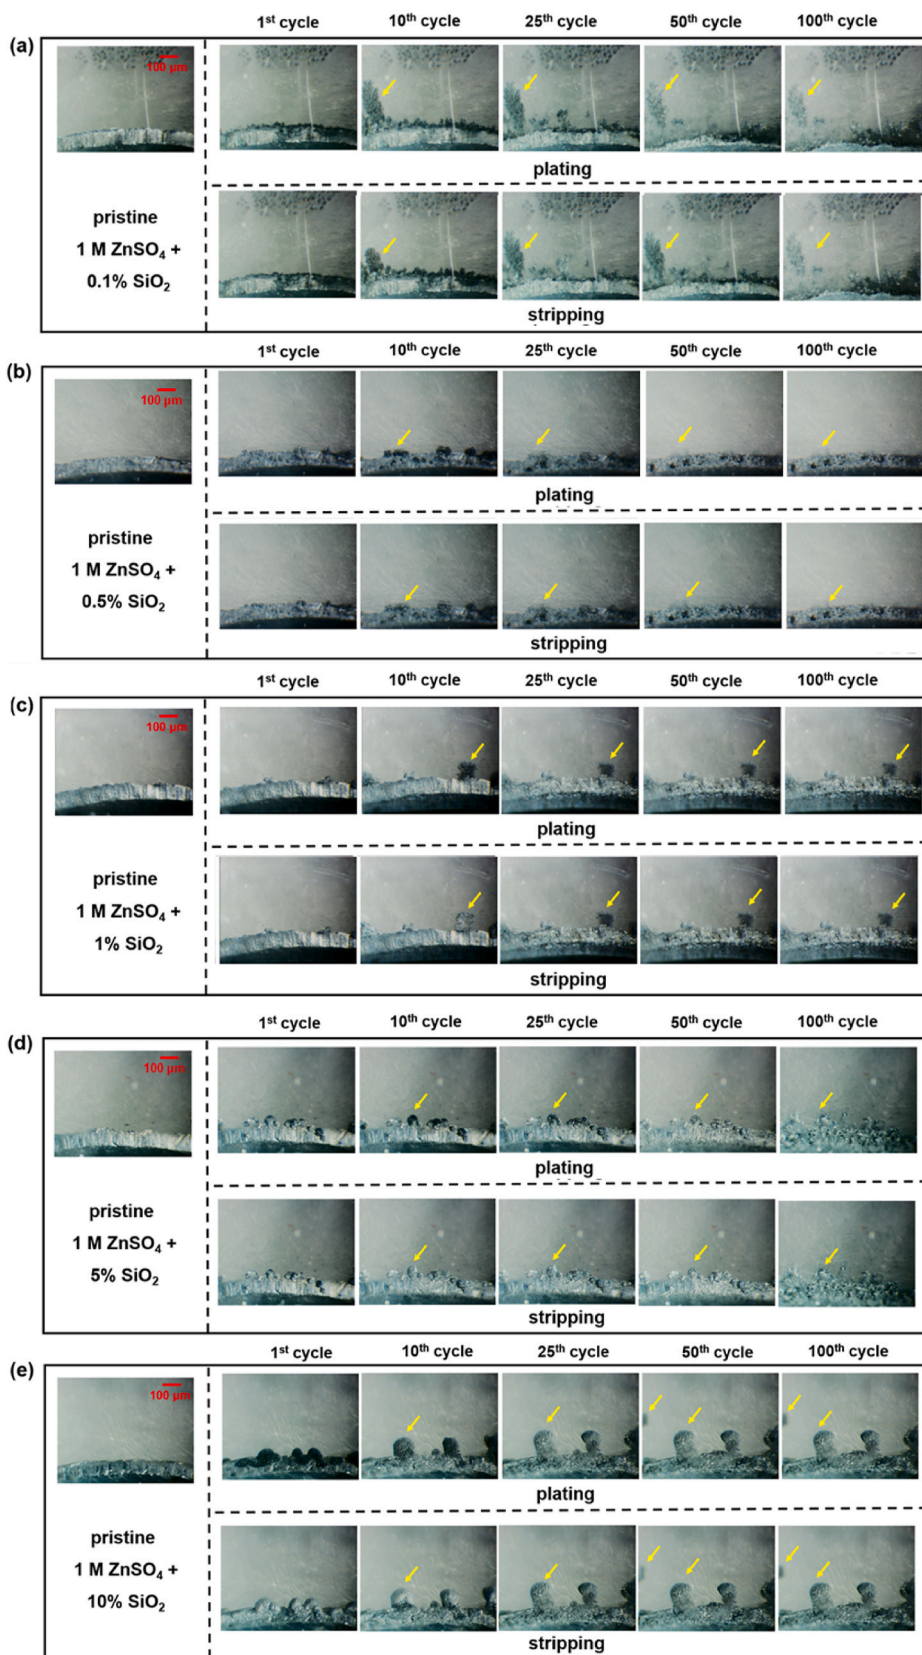 1st cycle 10th cycle 25th cycle 50th cycle 100th cycle
(a)
100 μm
plating
pristine
1 M ZnSO4 +
0.1% SiO2
stripping
1st cycle 10th cycle 25th cycle 50th cycle 100th cycle
(b)
100 μm
plating
pristine
1 M ZnSO4 +
0.5% SiO2
stripping
1st cycle 10th cycle 25th cycle 50th cycle 100th cycle
(c)
100 μm
plating
pristine
1 M ZnSO4 +
1% SiO2
stripping
1st cycle 10th cycle 25th cycle 50th cycle 100th cycle
(d)
100 μm
plating
pristine
1 M ZnSO4 +
5% SiO2
stripping
1st cycle 10th cycle 25th cycle 50th cycle 100th cycle
(e)
100 μm
plating
pristine
1 M ZnSO4 +
10% SiO2
stripping